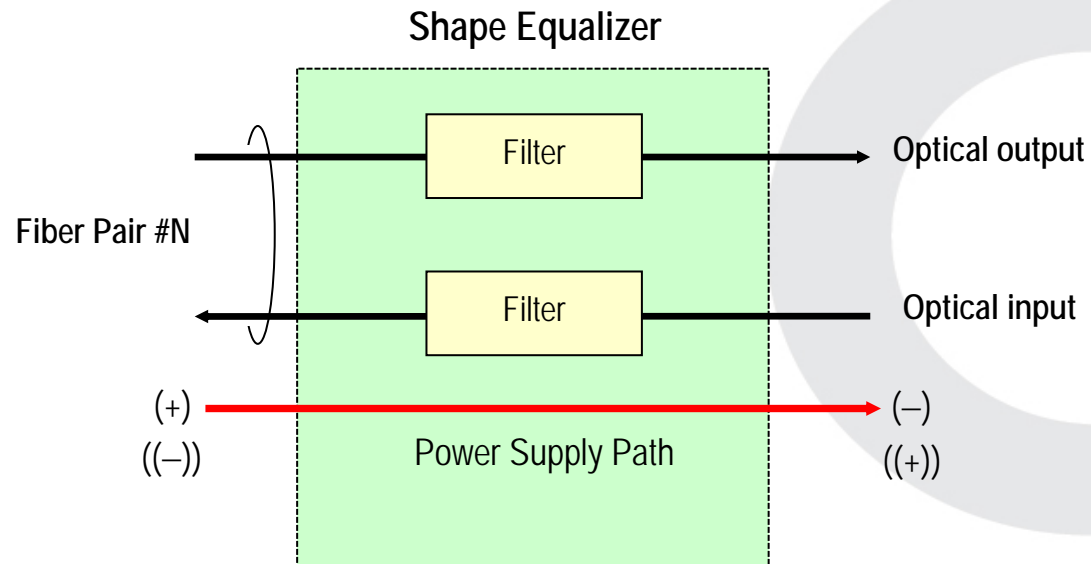 Shape Equalizer
Filter
Optical output
Fiber Pair #N
Filter
Optical input
(+)
(–)
((–))
Power Supply Path
((+))